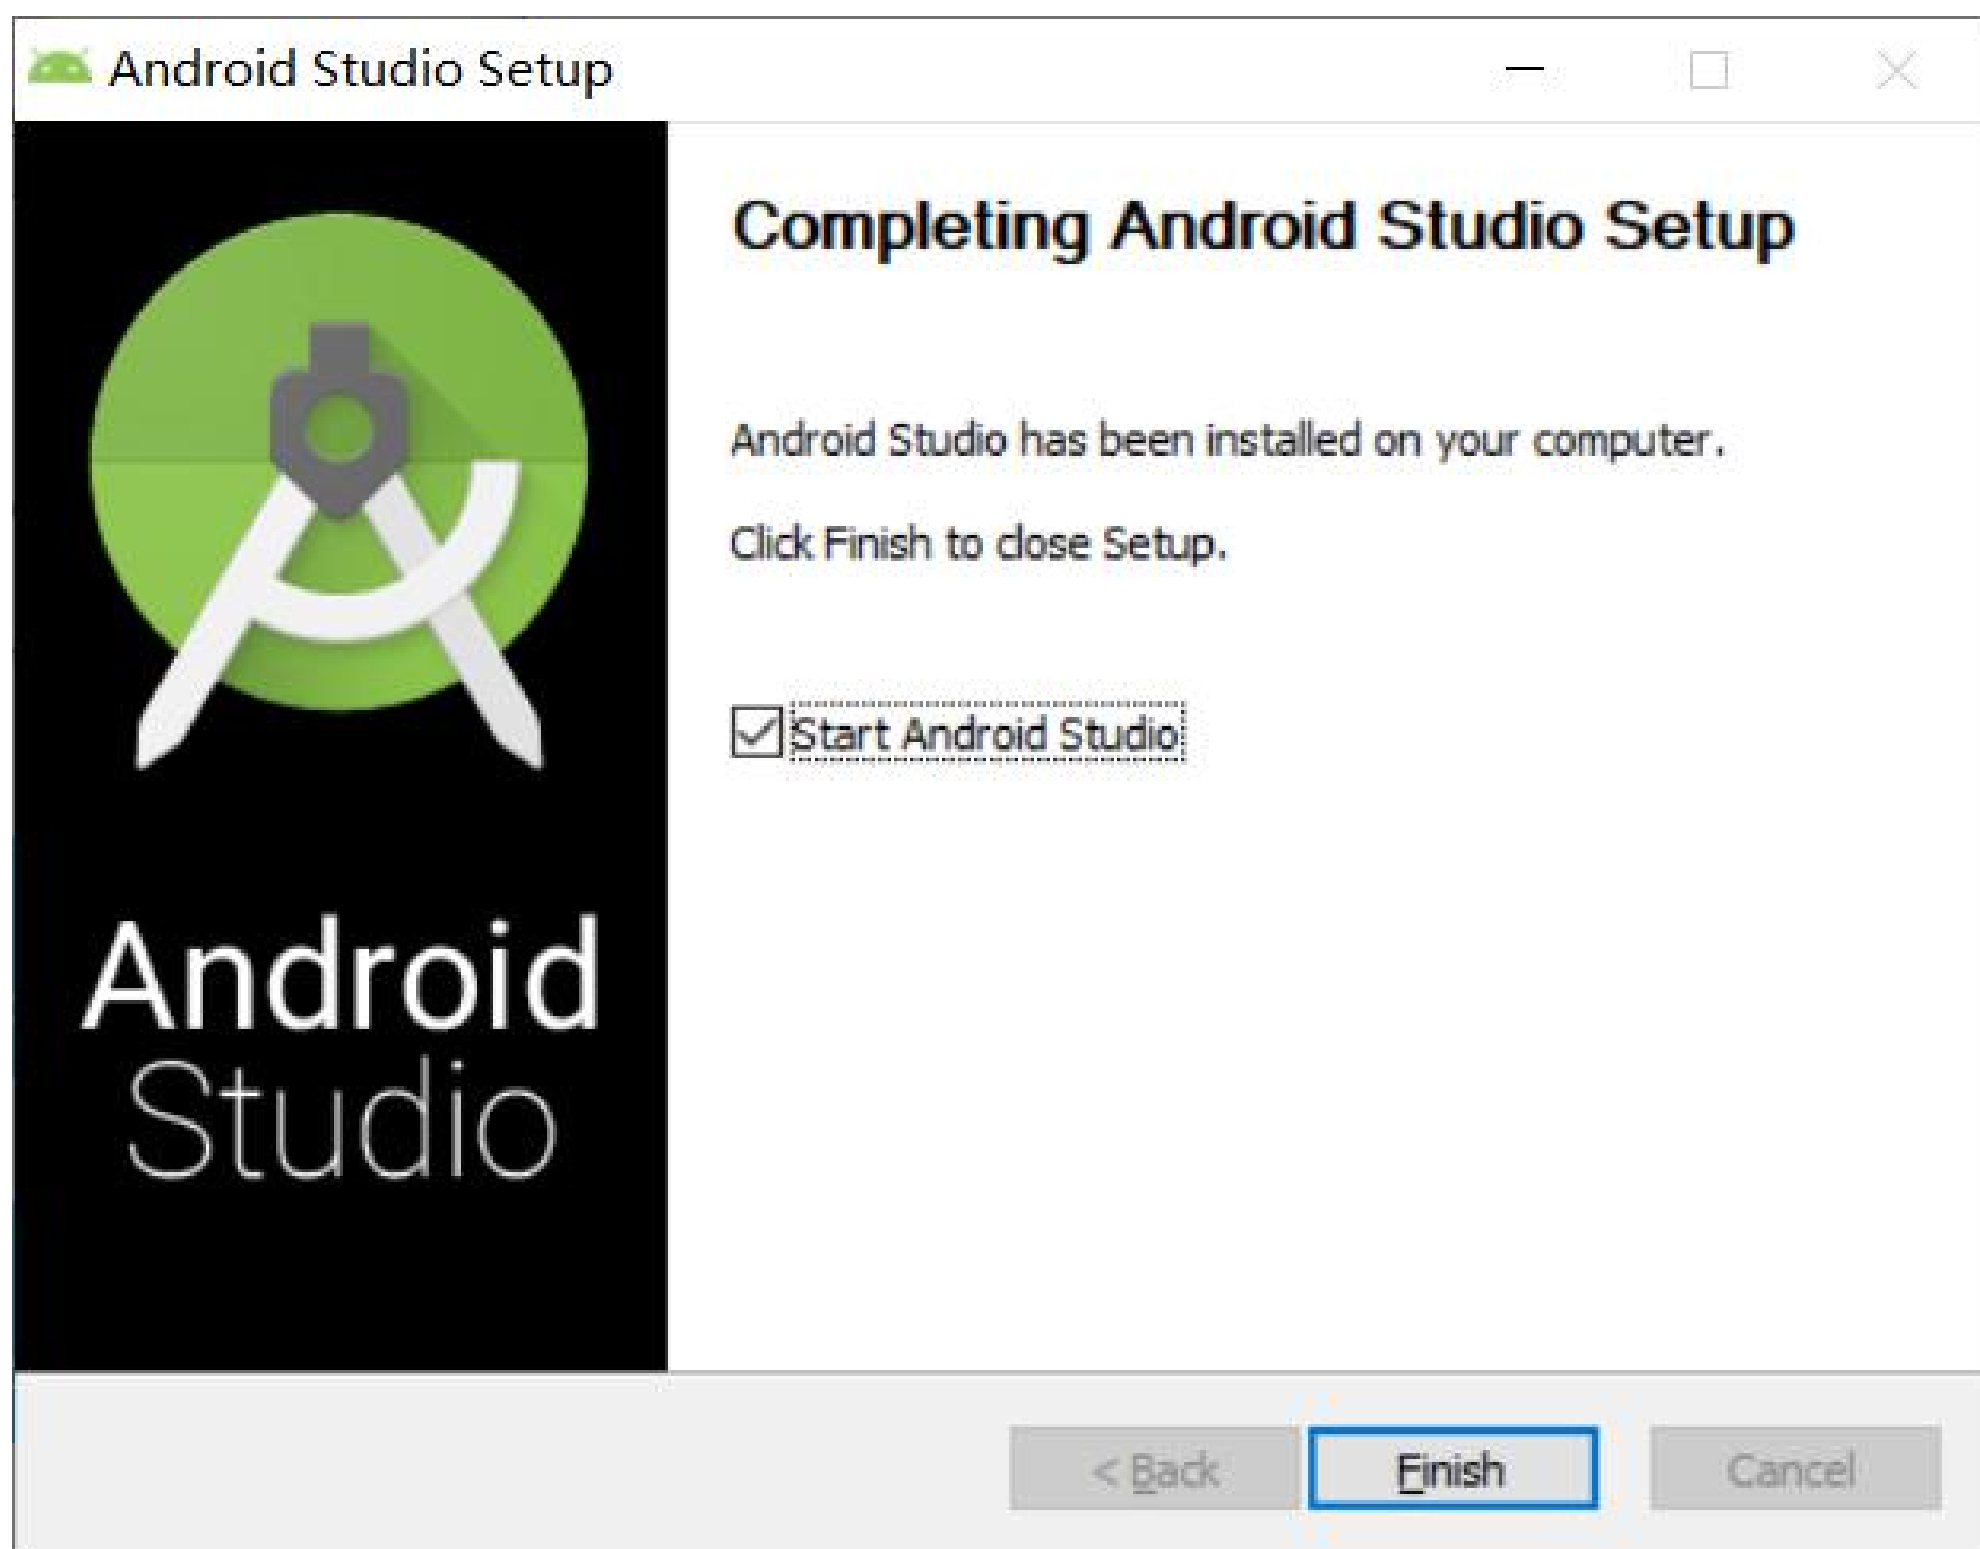 Android Studio Setup
Completing Android Studio Setup
Android Studio has been installed on your computer.
Click Finish to close Setup.
Start Android Studio
Android
Studio
< Back
Finish
Cancel